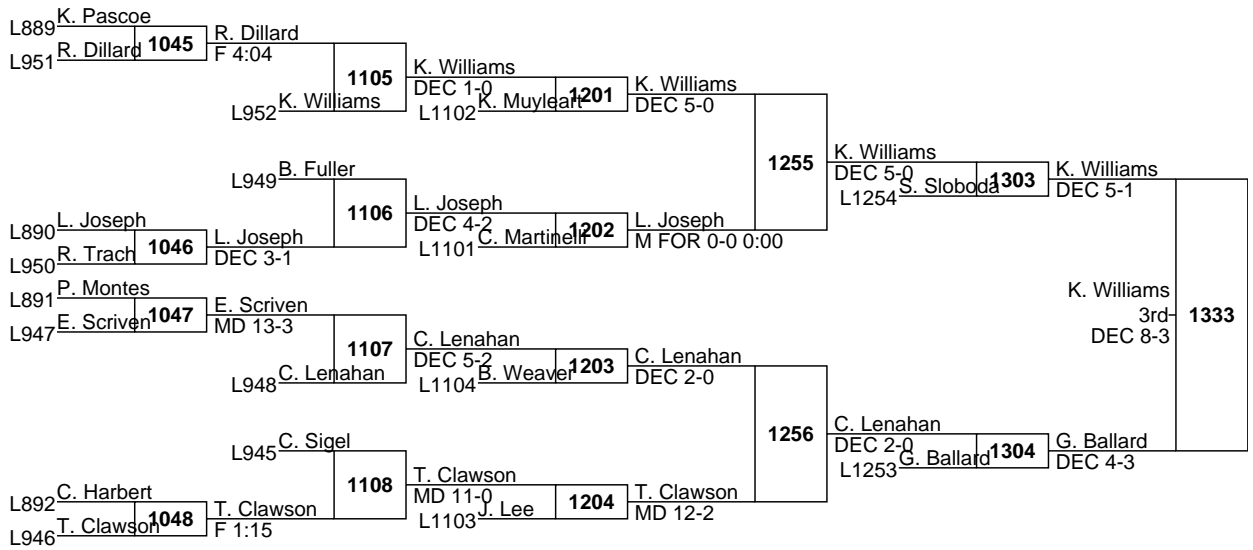 L889 K. Pascoe
1045
R. Dillard
L951 R. Dillard
F 4:04
1105
K. Williams
L952 K. Williams
DEC 1-0
1201
K. Williams
L1102 K. Muyleart
DEC 5-0
L949 B. Fuller
1106
L. Joseph
L890 L. Joseph
1046
L. Joseph
L950 R. Trach
DEC 3-1
DEC 4-2
1202
L. Joseph
L1101 C. Martinelli
M FOR 0-0 0:00
1255
K. Williams
DEC 5-0
L1254 S. Sloboda
1303
K. Williams
DEC 5-1
L891 P. Montes
1047
E. Scriven
L947 E. Scriven
MD 13-3
1107
C. Lenahan
L948 C. Lenahan
DEC 5-2
1203
C. Lenahan
L1104 B. Weaver
DEC 2-0
L945 C. Sigel
1108
T. Clawson
L892 C. Harbert
1048
T. Clawson
L946 T. Clawson
F 1:15
MD 11-0
1204
T. Clawson
L1103 J. Lee
MD 12-2
1256
C. Lenahan
DEC 2-0
L1253 G. Ballard
1304
G. Ballard
DEC 4-3
K. Williams
3rd
DEC 8-3
1333